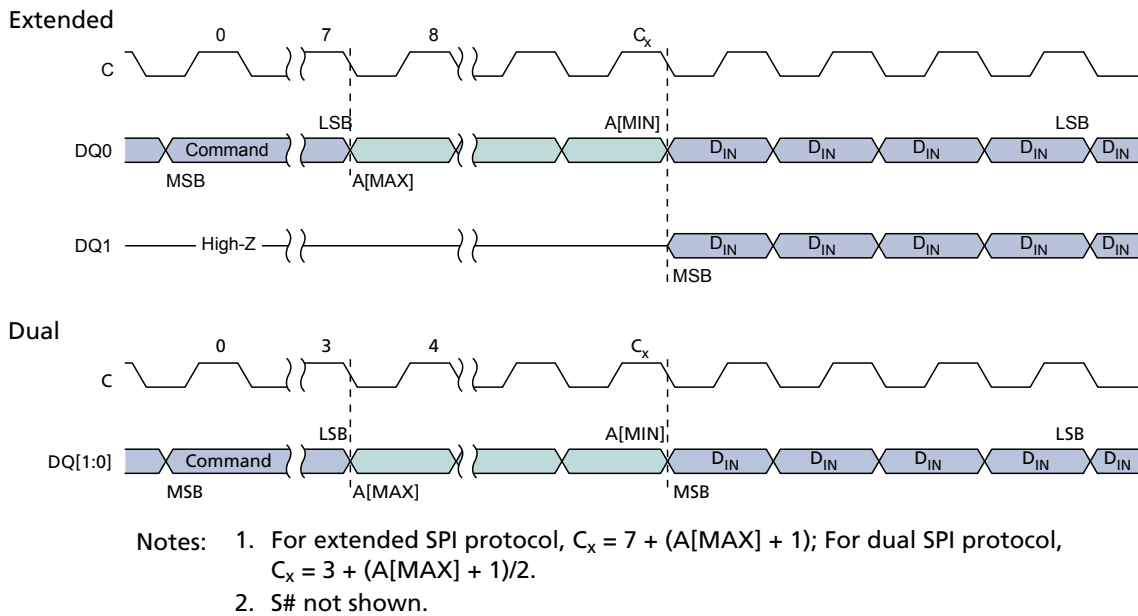 Extended
0 7 8 Cx
C
LSB A[MIN] LSB
DQ0 Command DIN DIN DIN DIN DIN
MSB A[MAX]
DQ1 High-Z DIN DIN DIN DIN DIN
MSB
Dual
0 3 4 Cx
C
LSB A[MIN] LSB
DQ[1:0] Command DIN DIN DIN DIN DIN
MSB A[MAX] MSB
Notes: 1. For extended SPI protocol, Cx = 7 + (A[MAX] + 1); For dual SPI protocol,
Cx = 3 + (A[MAX] + 1)/2.
2. S# not shown.